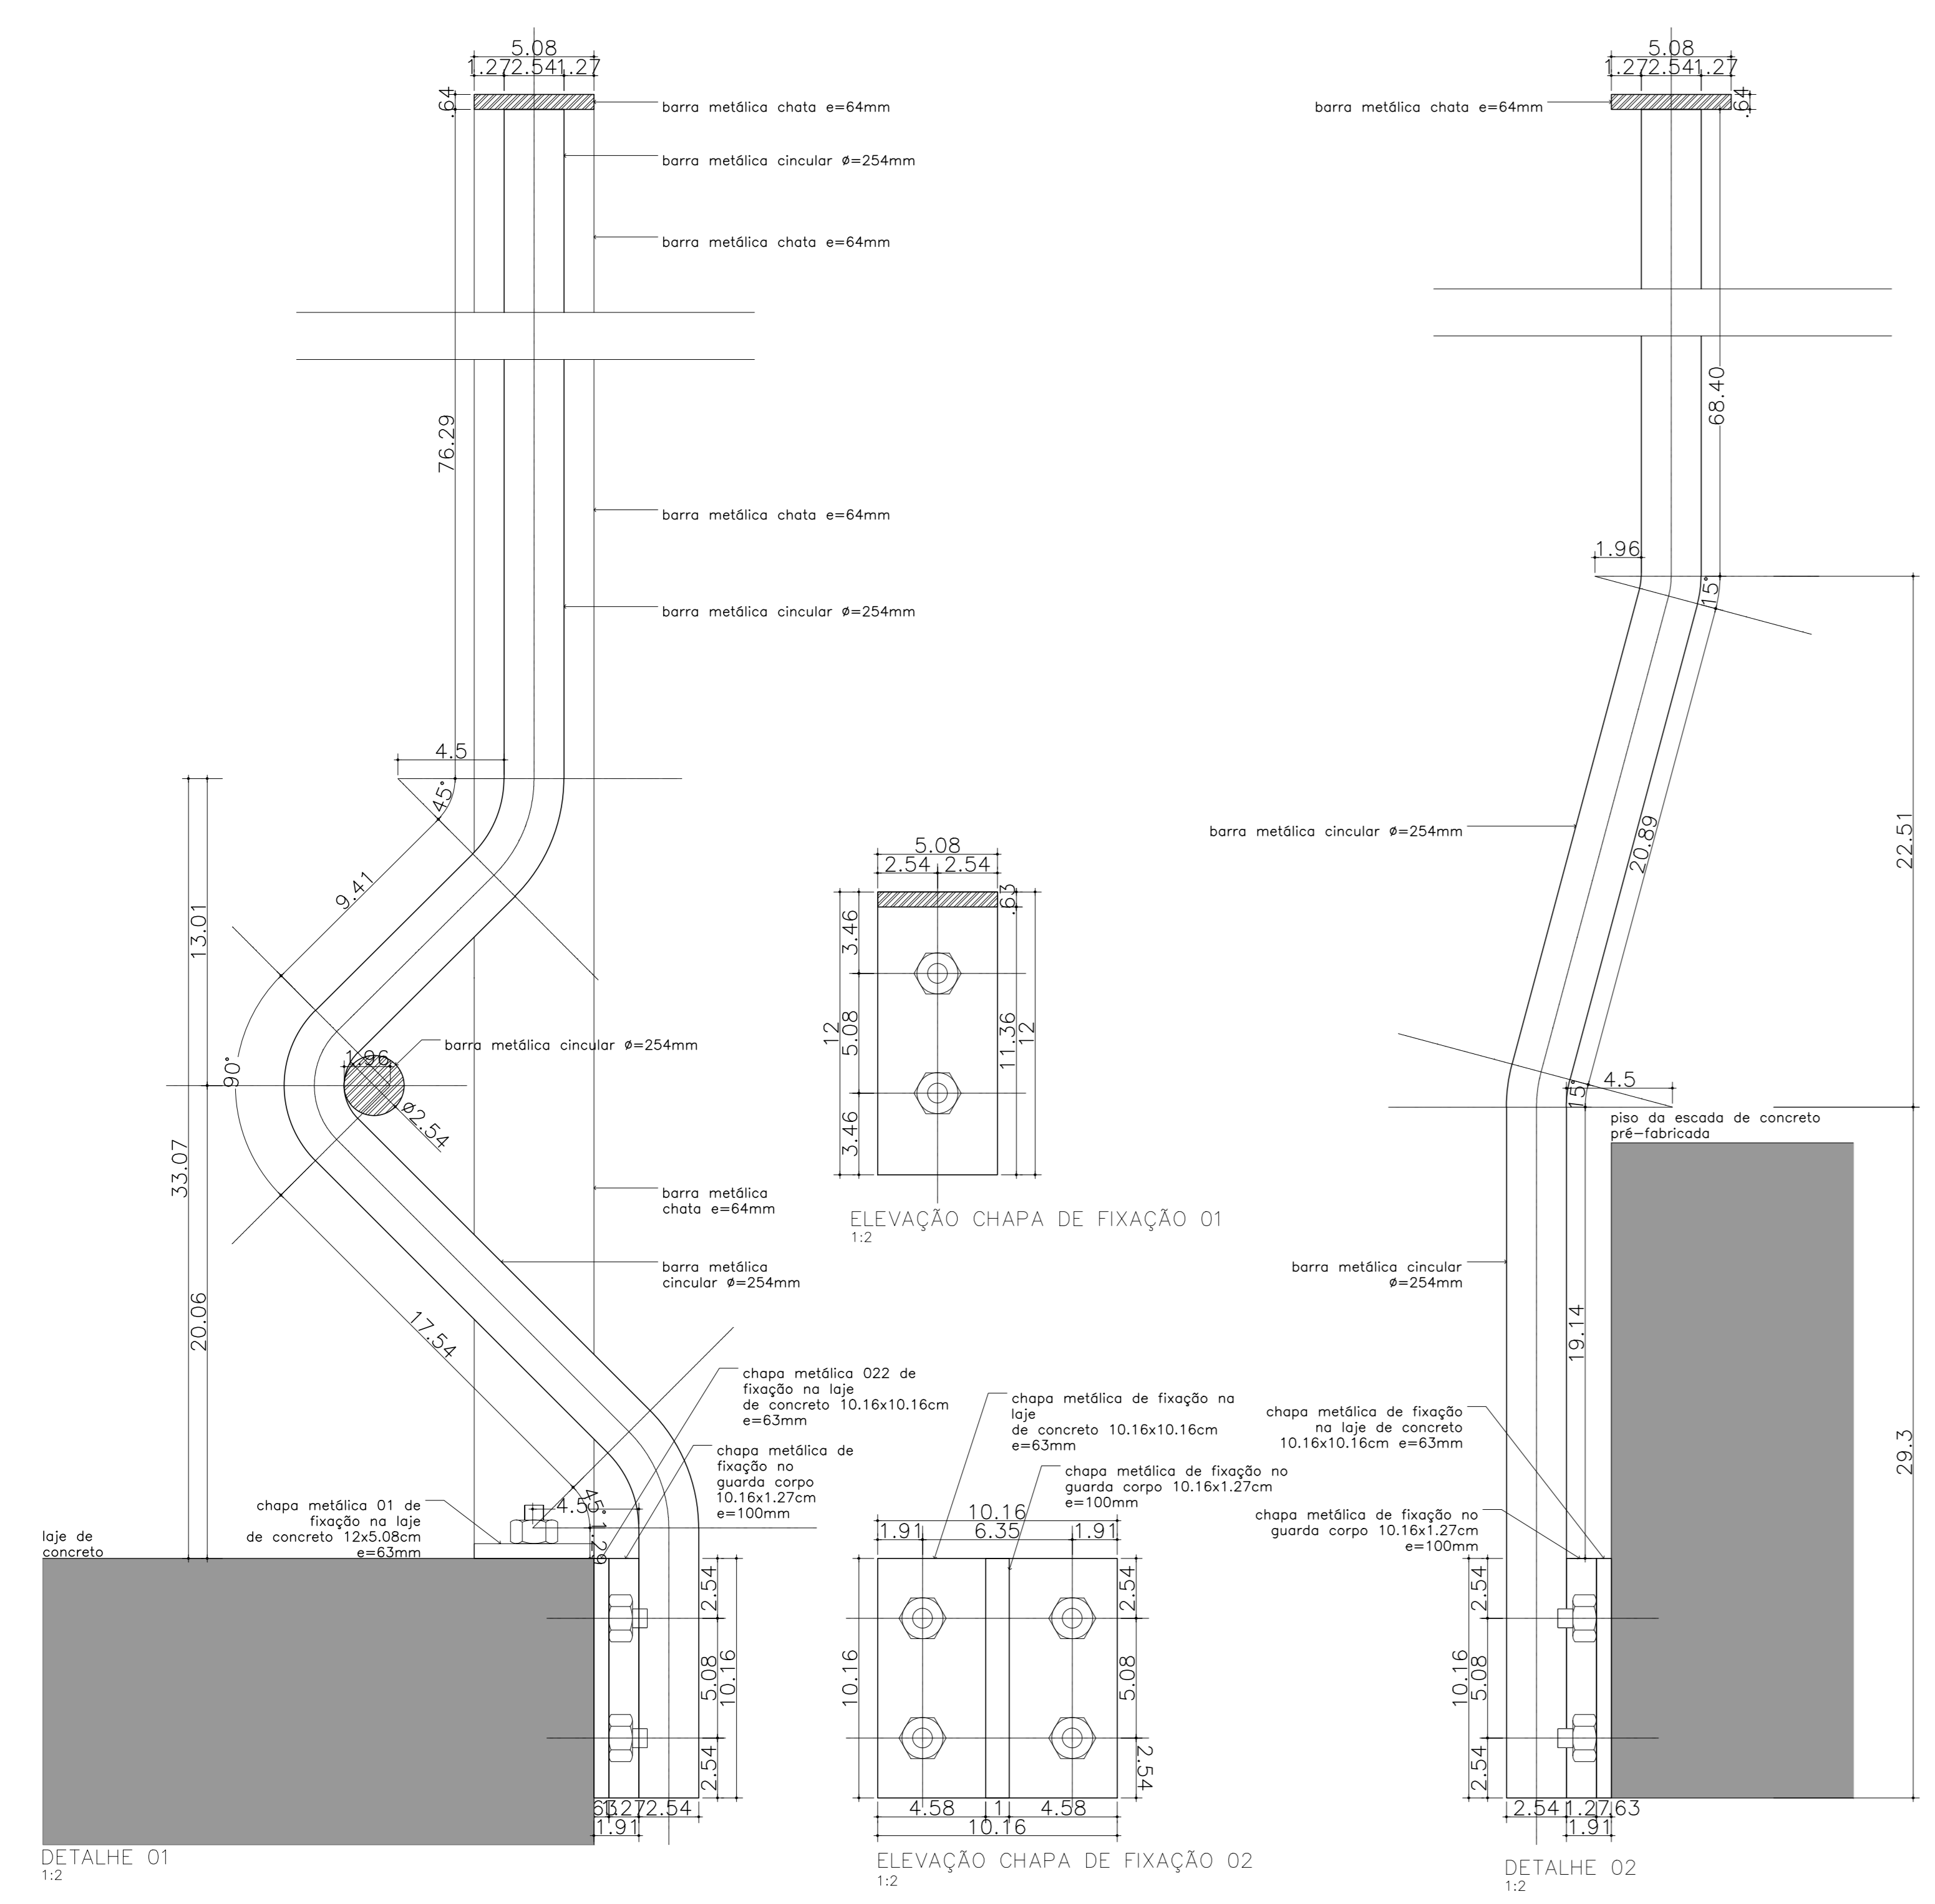 5.08
1.27 2.54 1.27
.64
barra metálica chata e=64mm
barra metálica cincular ø=254mm
barra metálica chata e=64mm
76.29
barra metálica chata e=64mm
barra metálica cincular ø=254mm
4.5
45°
9.41
13.01
33.07
20.06
90°
1.96
barra metálica cincular ø=254mm
ø2.54
17.54
barra metálica
chata e=64mm
barra metálica
cincular ø=254mm
chapa metálica 022 de
fixação na laje
de concreto 10.16x10.16cm
e=63mm
chapa metálica de
fixação no
guarda corpo
10.16x1.27cm
e=100mm
4.5
45°
1.29
chapa metálica 01 de
fixação na laje
de concreto 12x5.08cm
e=63mm
laje de
concreto
2.54
5.08
2.54
10.16
.63 1.27 2.54
1.91
DETALHE 01
1:2
5.08
2.54 2.54
.63
3.46
5.08
3.46
12
11.36
12
ELEVAÇÃO CHAPA DE FIXAÇÃO 01
1:2
chapa metálica de fixação na
laje
de concreto 10.16x10.16cm
e=63mm
chapa metálica de fixação no
guarda corpo 10.16x1.27cm
e=100mm
10.16
1.91 6.35 1.91
10.16
2.54
5.08
2.54
4.58 1 4.58
10.16
ELEVAÇÃO CHAPA DE FIXAÇÃO 02
1:2
5.08
1.27 2.54 1.27
.64
barra metálica chata e=64mm
68.40
1.96
15°
barra metálica cincular ø=254mm
20.89
22.51
15°
4.5
piso da escada de concreto
pré-fabricada
barra metálica cincular
ø=254mm
19.14
29.3
chapa metálica de fixação
na laje de concreto
10.16x10.16cm e=63mm
chapa metálica de fixação no
guarda corpo 10.16x1.27cm
e=100mm
2.54
5.08
2.54
10.16
2.54 1.27 .63
1.91
DETALHE 02
1:2